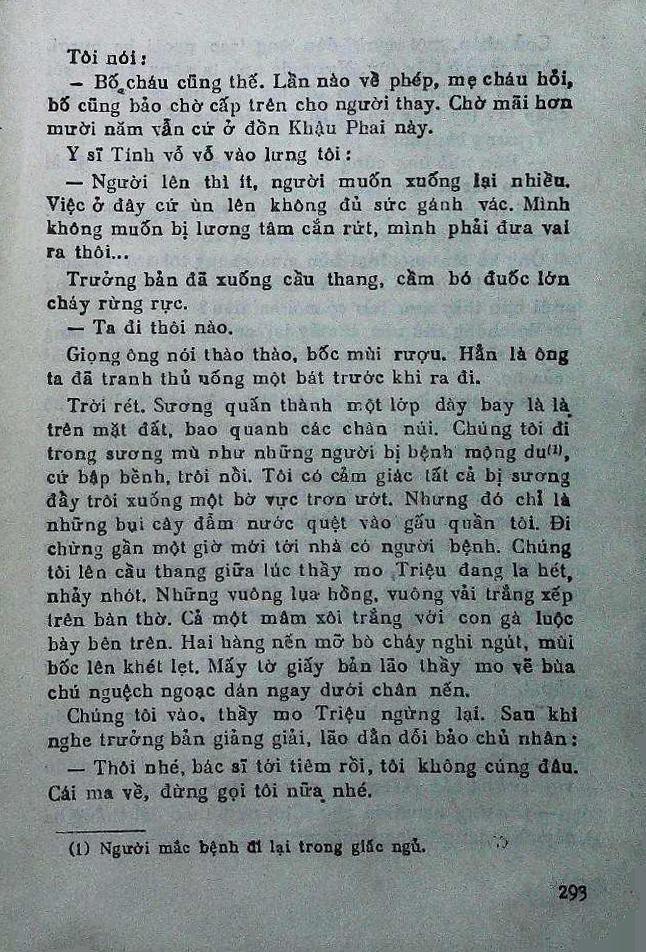 Tôi nói:
— Bố cháu cũng thế. Lần nào về phép, mẹ cháu hỏi,
bố cũng bảo chờ cấp trên cho người thay. Chờ mãi hơn
mười năm vẫn cứ ở đồn Khậu Phai này.
Y sĩ Tính vỗ vỗ vào lưng tôi:
— Người lên thì ít, người muốn xuống lại nhiều.
Việc ở đây cứ ùn lên không đủ sức gánh vác. Mình
không muốn bị lương tâm cắn rứt, mình phải đưa vai
ra thôi...
Trưởng bản đã xuống cầu thang, cầm bó đuốc lớn
cháy rừng rực.
— Ta đi thôi nào.
Giọng ông nói thào thào, bốc mùi rượu. Hẳn là ông
ta đã tranh thủ uống một bát trước khi ra đi.
Trời rét. Sương quấn thành một lớp dày bay là là
trên mặt đất, bao quanh các chân núi. Chúng tôi đi
trong sương mù như những người bị bệnh mộng du(1),
cứ bập bềnh, trôi nổi. Tôi có cảm giác tất cả bị sương
đẩy trôi xuống một bờ vực trơn ướt. Nhưng đó chỉ là
những bụi cây đẫm nước quệt vào gấu quần tôi. Đi
chừng gần một giờ mới tới nhà có người bệnh. Chúng
tôi lên cầu thang giữa lúc thầy mo Triệu đang la hét,
nhảy nhót. Những vuông lụa hồng, vuông vải trắng xếp
trên bàn thờ. Cả một mâm xôi trắng với con gà luộc
bày bên trên. Hai hàng nến mỡ bò cháy nghi ngút, mùi
bốc lên khét lẹt. Mấy tờ giấy bản lão thầy mo vẽ bùa
chú nguệch ngoạc dán ngay dưới chân nến.
Chúng tôi vào, thầy mo Triệu ngừng lại. Sau khi
nghe trưởng bản giảng giải, lão dằn dỗi bảo chủ nhân:
— Thôi nhé, bác sĩ tới tiêm rồi, tôi không cúng đâu.
Cái ma về, đừng gọi tôi nữa nhé.
(1) Người mắc bệnh đi lại trong giấc ngủ.
293